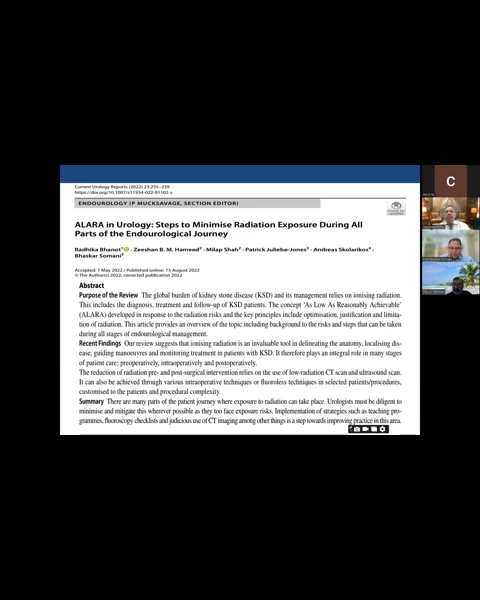 C
Current Urology Reports (2022) 23:255–259
https://doi.org/10.1007/s11934-022-01102-z
ENDOUROLOGY (P MUCKSAVAGE, SECTION EDITOR)
ALARA in Urology: Steps to Minimise Radiation Exposure During All
Parts of the Endourological Journey
Radhika Bhanot1 · Zeeshan B. M. Hameed2 · Milap Shah2 · Patrick Juliebø-Jones3 · Andreas Skolarikos4 ·
Bhaskar Somani5
Accepted: 1 May 2022 / Published online: 13 August 2022
© The Author(s) 2022, corrected publication 2022
Abstract
Purpose of the Review The global burden of kidney stone disease (KSD) and its management relies on ionising radiation.
This includes the diagnosis, treatment and follow-up of KSD patients. The concept ‘As Low As Reasonably Achievable’
(ALARA) developed in response to the radiation risks and the key principles include optimisation, justification and limita-
tion of radiation. This article provides an overview of the topic including background to the risks and steps that can be taken
during all stages of endourological management.
Recent Findings Our review suggests that ionising radiation is an invaluable tool in delineating the anatomy, localising dis-
ease, guiding manoeuvres and monitoring treatment in patients with KSD. It therefore plays an integral role in many stages
of patient care; preoperatively, intraoperatively and postoperatively.
The reduction of radiation pre- and post-surgical intervention relies on the use of low-radiation CT scan and ultrasound scan.
It can also be achieved through various intraoperative techniques or fluoroless techniques in selected patients/procedures,
customised to the patients and procedural complexity.
Summary There are many parts of the patient journey where exposure to radiation can take place. Urologists must be diligent to
minimise and mitigate this wherever possible as they too face exposure risks. Implementation of strategies such as teaching pro-
grammes, fluoroscopy checklists and judicious use of CT imaging among other things is a step towards improving practice in this area.